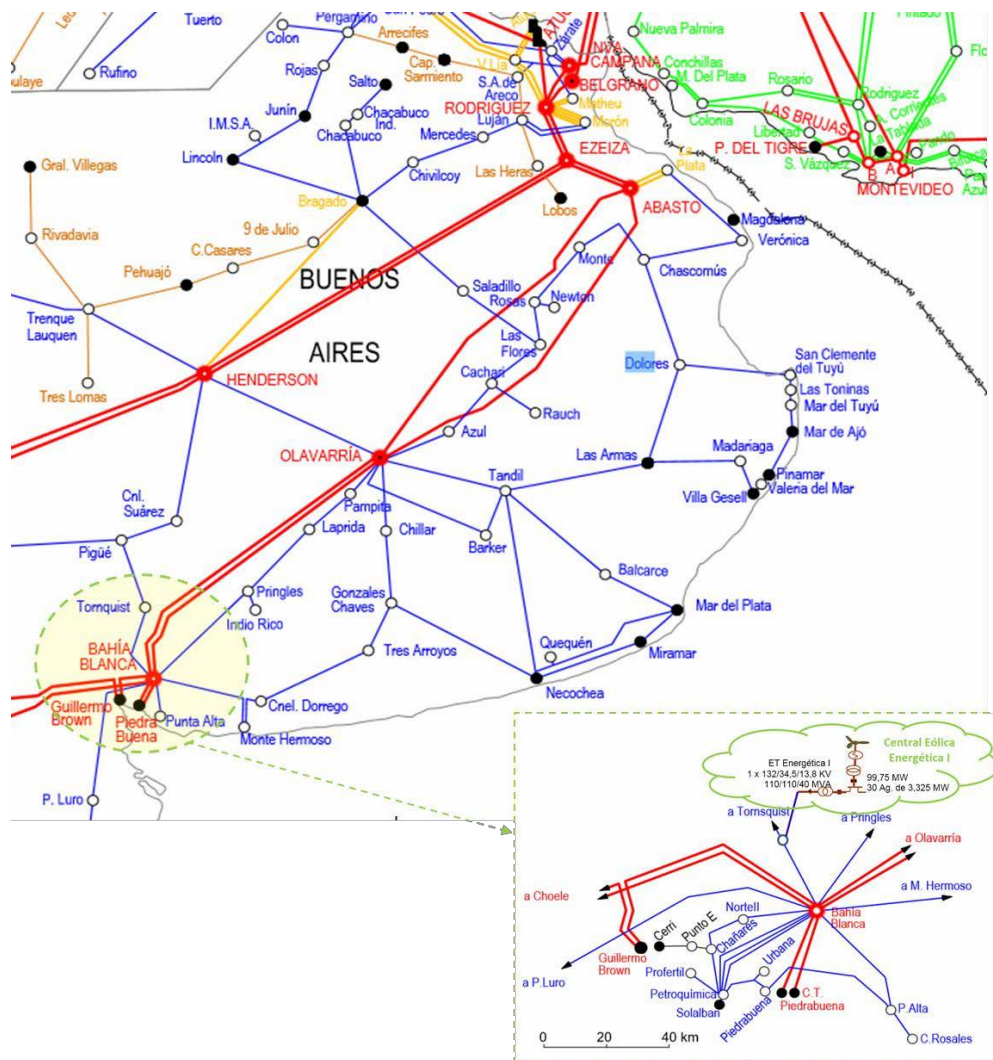 Tuerto
Pergamino
Colon
Arrecifes
Cap.
Sarmiento
V.Lia
Zárate
NVA.
CAMPANA
Nueva Palmira
Conchillas
M. Del Plata
BELGRANO
S.A.de
Areco
Rufino
Rojas
Salto
RODRIGUEZ
Matheu
Luján
Morón
Colonia
Rosario
Rodriguez
A. Corrientes
LAS BRUJAS
La Tablada
Libertad
P. DEL TIGRE
S. Vázquez
Pando
B
A
I
MONTEVIDEO
Junín
Chacabuco
Ind.
Chacabuco
I.M.S.A.
Mercedes
EZEIZA
La
Plata
Lincoln
Chivilcoy
Las Heras
Gral. Villegas
Bragado
Lobos
ABASTO
Magdalena
Verónica
Rivadavia
9 de Julio
C.Casares
Pehuajó
BUENOS
Monte
Chascomús
Saladillo
Rosas
Newton
Trenque
Lauquen
Las
Flores
AIRES
Dolores
San Clemente
del Tuyú
Las Toninas
Mar del Tuyú
HENDERSON
Tres Lomas
Cacharí
Rauch
Azul
Mar de Ajó
OLAVARRÍA
Las Armas
Madariaga
Pinamar
Valeria del Mar
Villa Gesell
Tandil
Cnl.
Suárez
Pampita
Laprida
Chillar
Barker
Pigüé
Balcarce
Tornquist
Pringles
Indio Rico
Gonzales
Chaves
Mar del Plata
BAHÍA
BLANCA
Tres Arroyos
Quequén
Miramar
Necochea
Guillermo
Brown
Piedra
Buena
Punta Alta
Cnel. Dorrego
Monte Hermoso
P. Luro
Central Eólica
Energética I
ET Energética I
1 x 132/34,5/13,8 KV
110/110/40 MVA
99,75 MW
30 Ag. de 3,325 MW
a Tornsquist
a Pringles
a Olavarría
a Choele
a M. Hermoso
Bahía
Blanca
NorteII
Cerri
Punto E
Chañares
Guillermo
Brown
Profertil
Urbana
a P.Luro
Petroquímica
Piedrabuena
C.T.
Piedrabuena
Solalban
P.Alta
C.Rosales
0 20 40 km